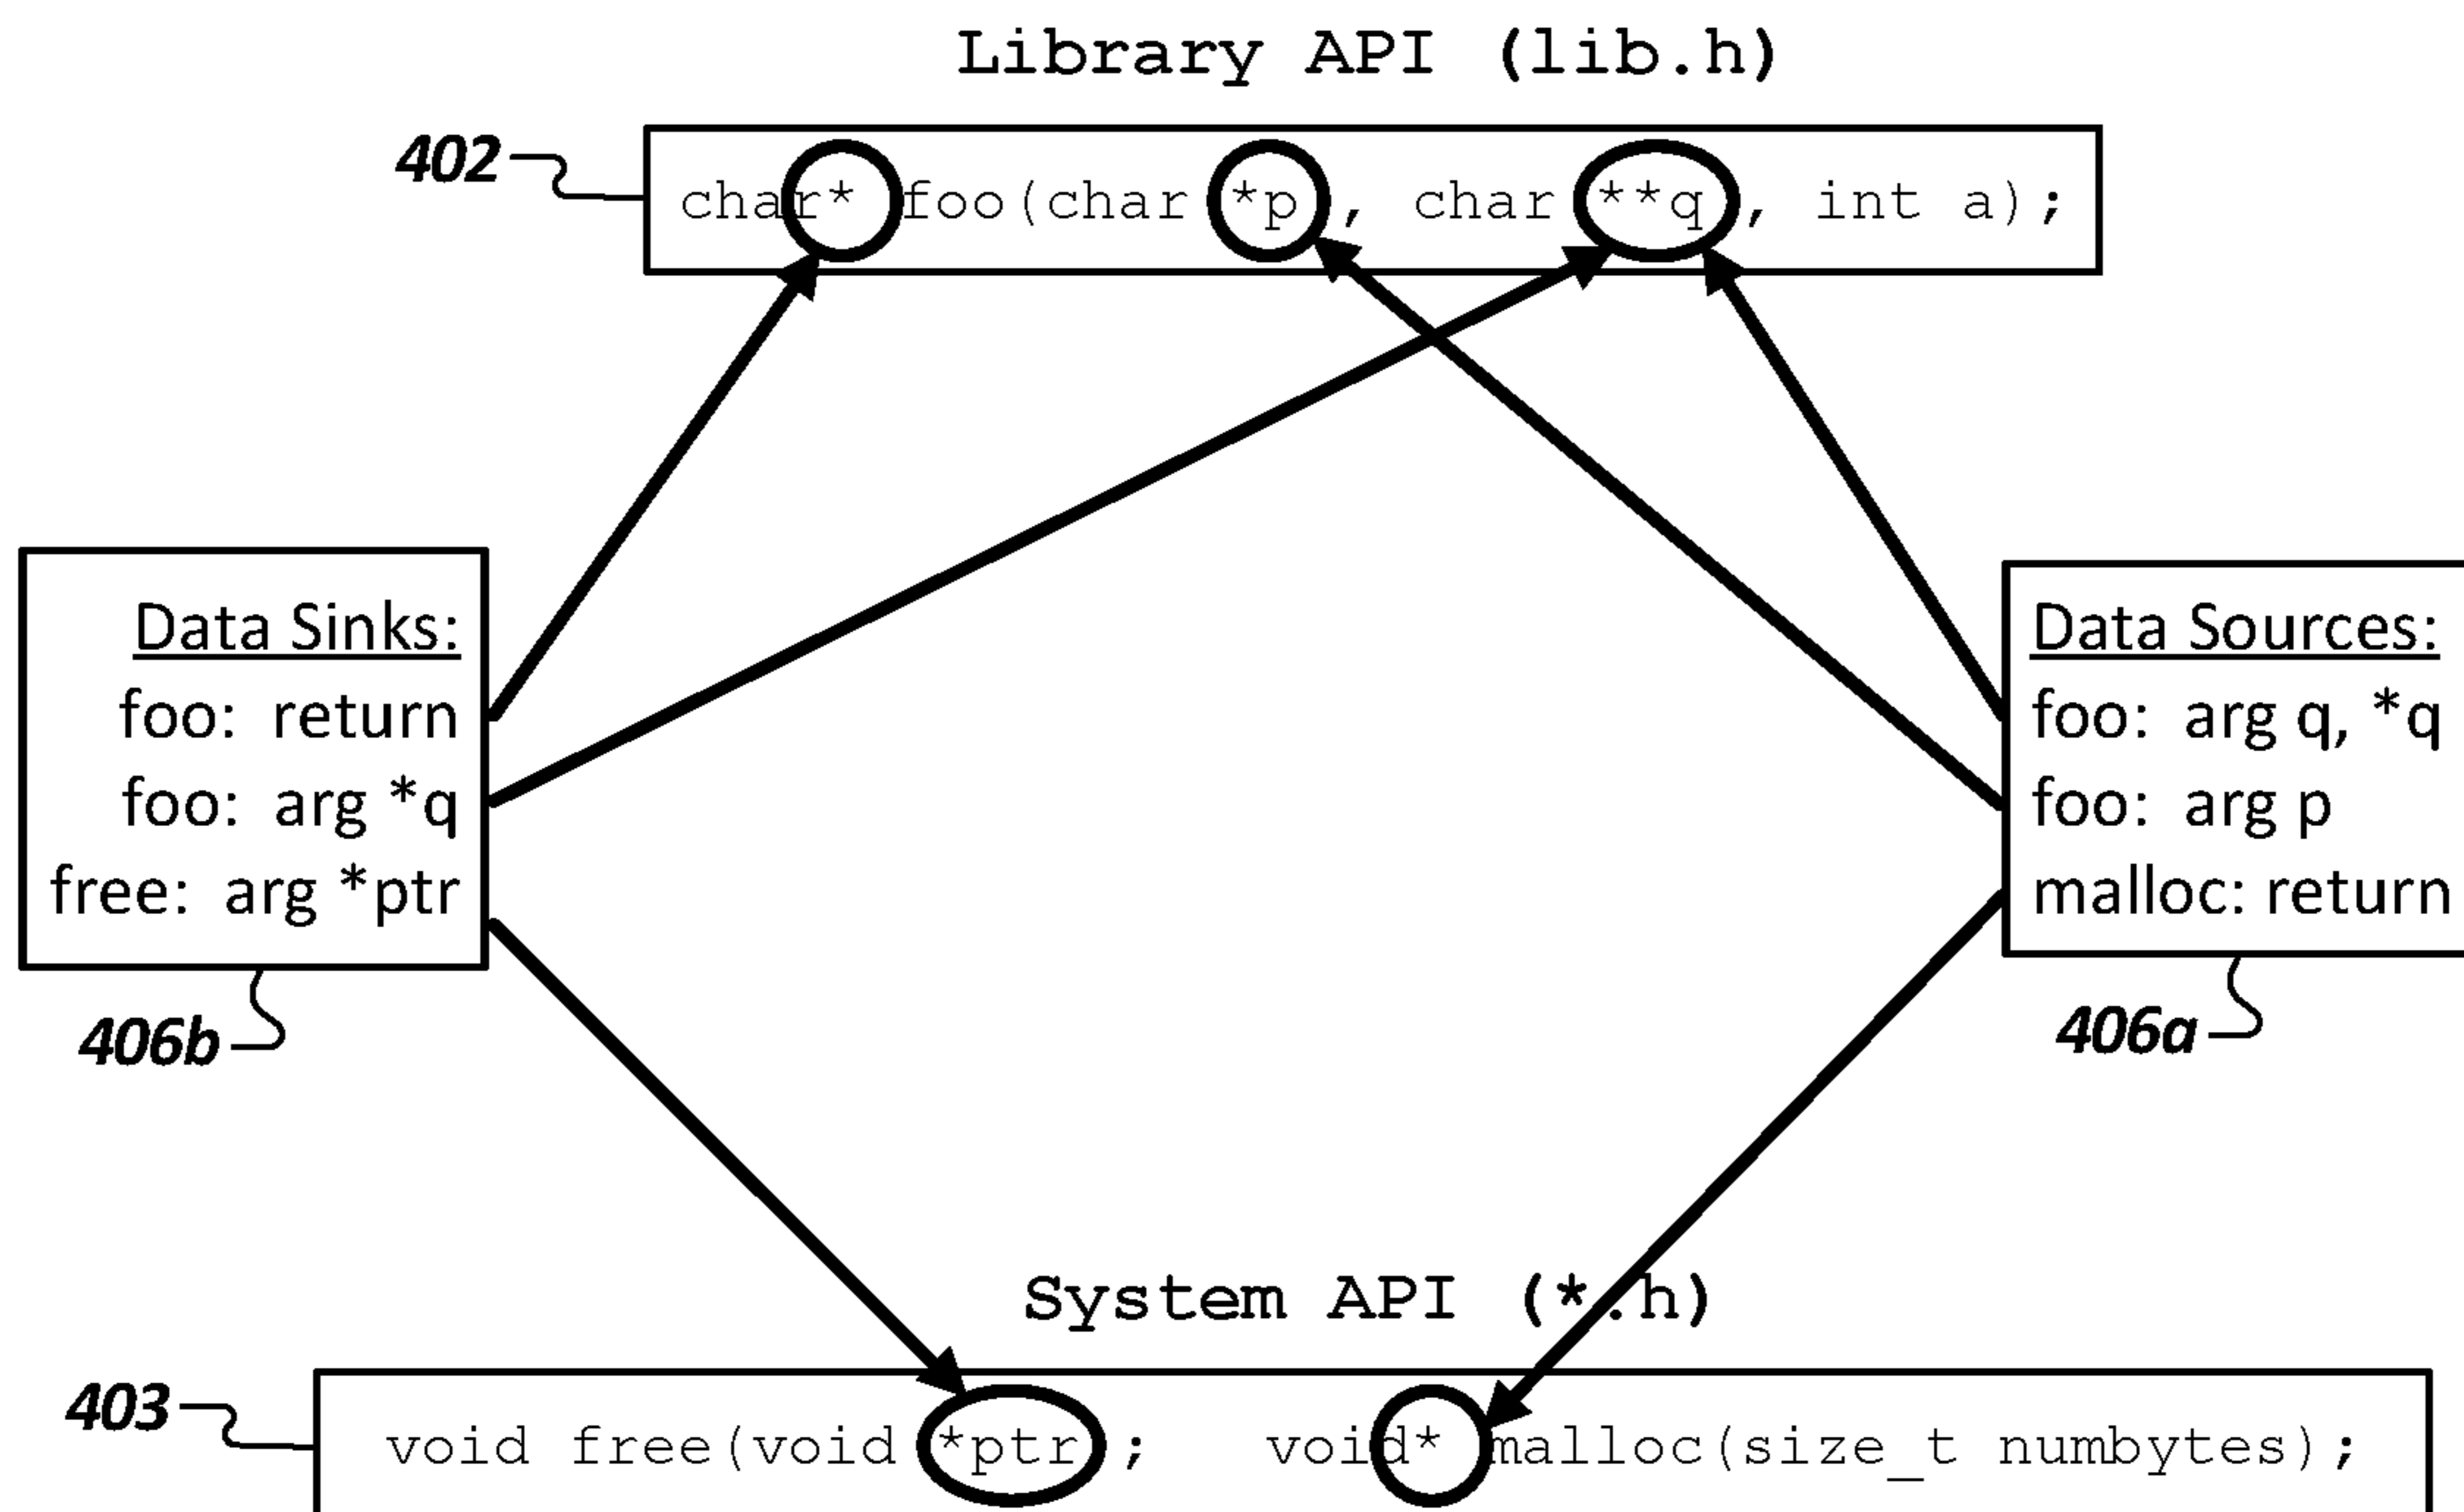 Library API (lib.h)
402
char* foo(char *p, char **q, int a);
Data Sinks:
foo: return
foo: arg *q
free: arg *ptr
406b
Data Sources:
foo: arg q, *q
foo: arg p
malloc: return
406a
System API (*.h)
403
void free(void *ptr ; void* malloc(size_t numbytes);